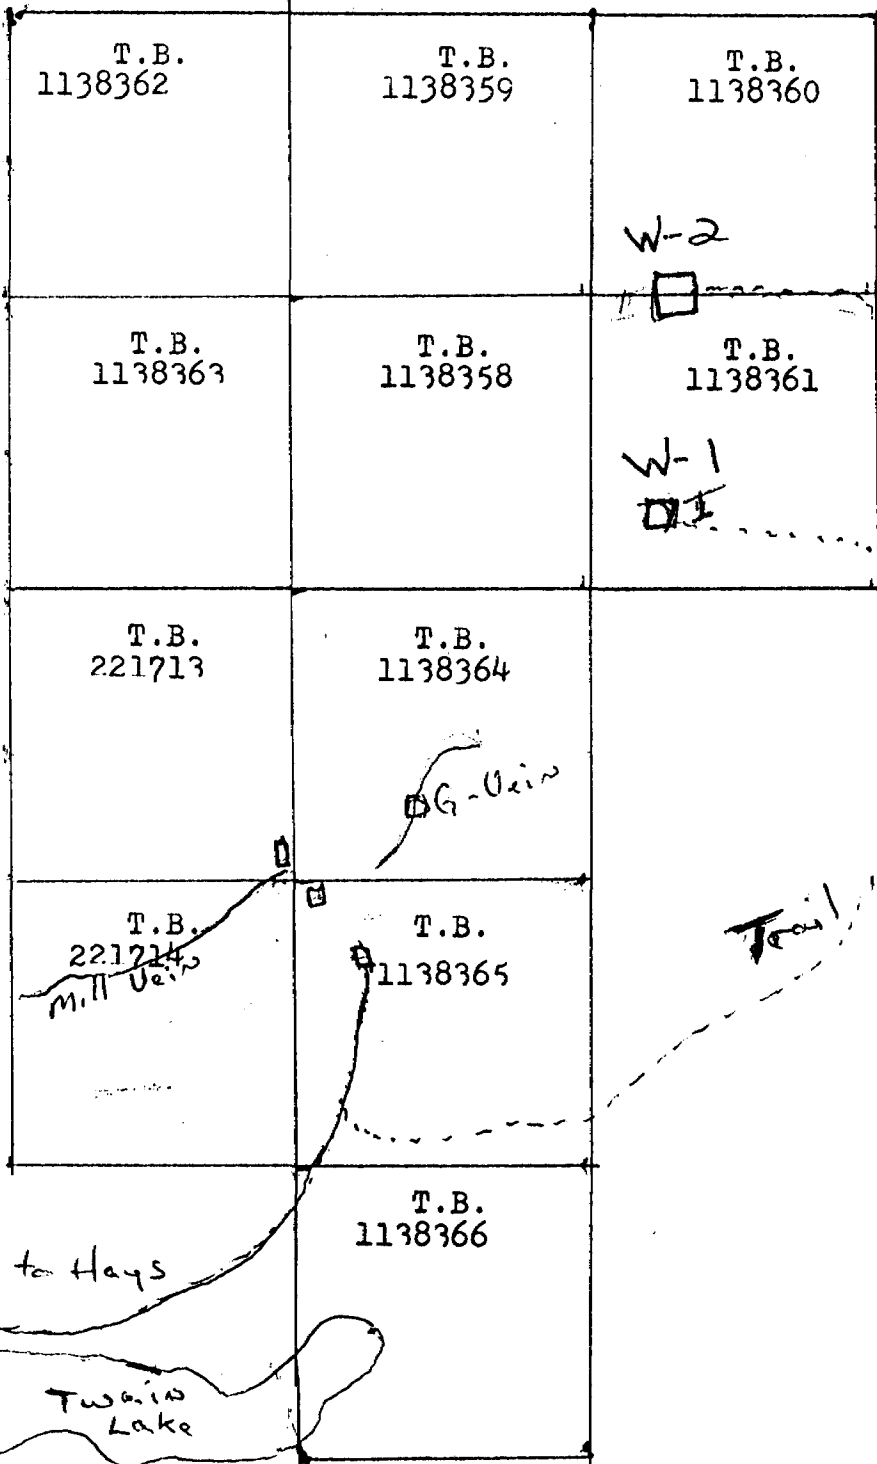 T.B.
1138362
T.B.
1138359
T.B.
1138360
W-2
T.B.
1138363
T.B.
1138358
T.B.
1138361
W-1
T.B.
221713
T.B.
1138364
G-Vein
T.B.
221714
Mill Vein
T.B.
1138365
Trail
T.B.
1138366
to Hays
Twain
Lake